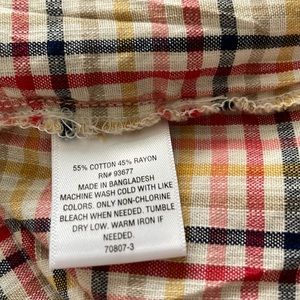 55% COTTON 45% RAYON
RN# 93677
MADE IN BANGLADESH
MACHINE WASH COLD WITH LIKE
COLORS. ONLY NON-CHLORINE
BLEACH WHEN NEEDED. TUMBLE
DRY LOW. WARM IRON IF
NEEDED.
70807-3